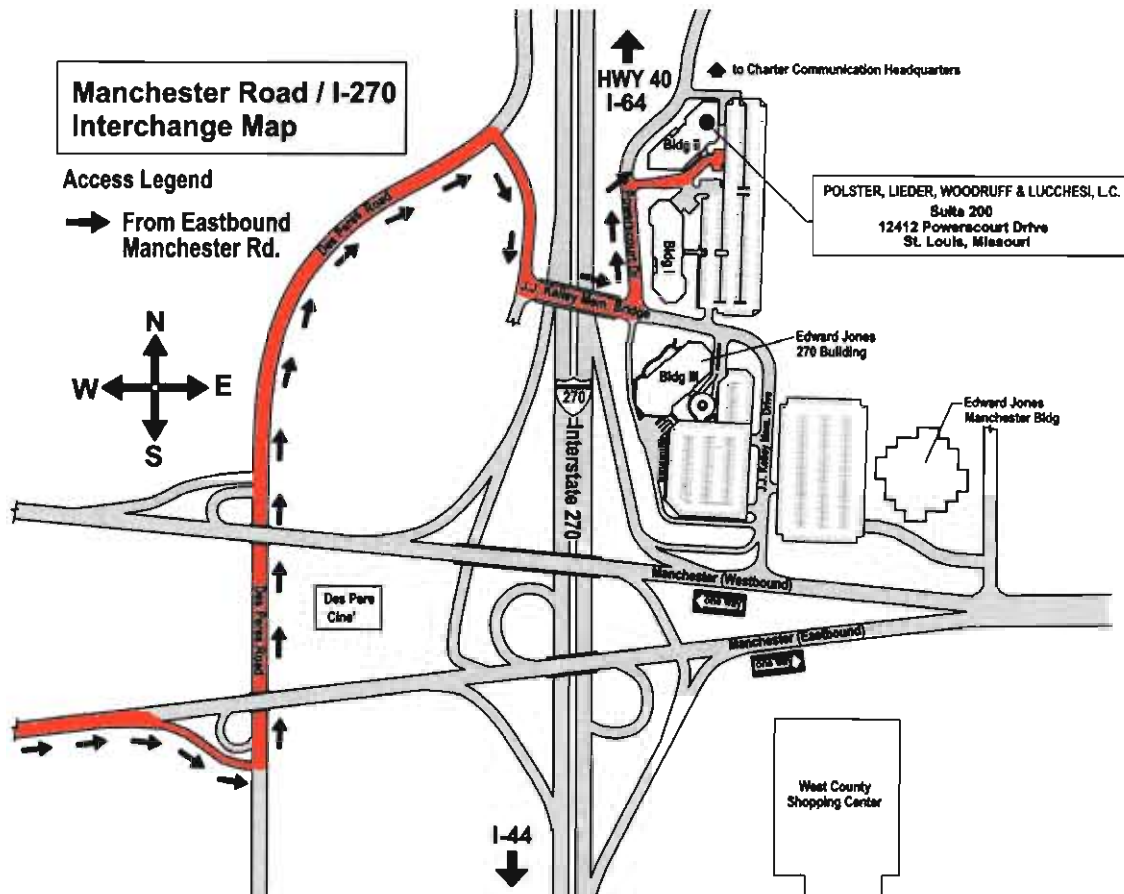 Manchester Road / I-270
Interchange Map
Access Legend
From Eastbound
Manchester Rd.
N
W
E
S
HWY 40
I-64
to Charter Communication Headquarters
Bldg II
POLSTER, LIEDER, WOODRUFF & LUCCHESI, L.C.
Suite 200
12412 Powerscourt Drive
St. Louis, Missouri
Des Peres Road
Powerscourt Dr
Bldg I
J.J. Kelley Mem. Bridge
Edward Jones
270 Building
Bldg III
270
Interstate 270
J.J. Kelley Mem. Drive
Edward Jones
Manchester Bldg
Manchester (Westbound)
one way
Des Pere
Cine'
Des Peres Road
Manchester (Eastbound)
one way
West County
Shopping Center
I-44